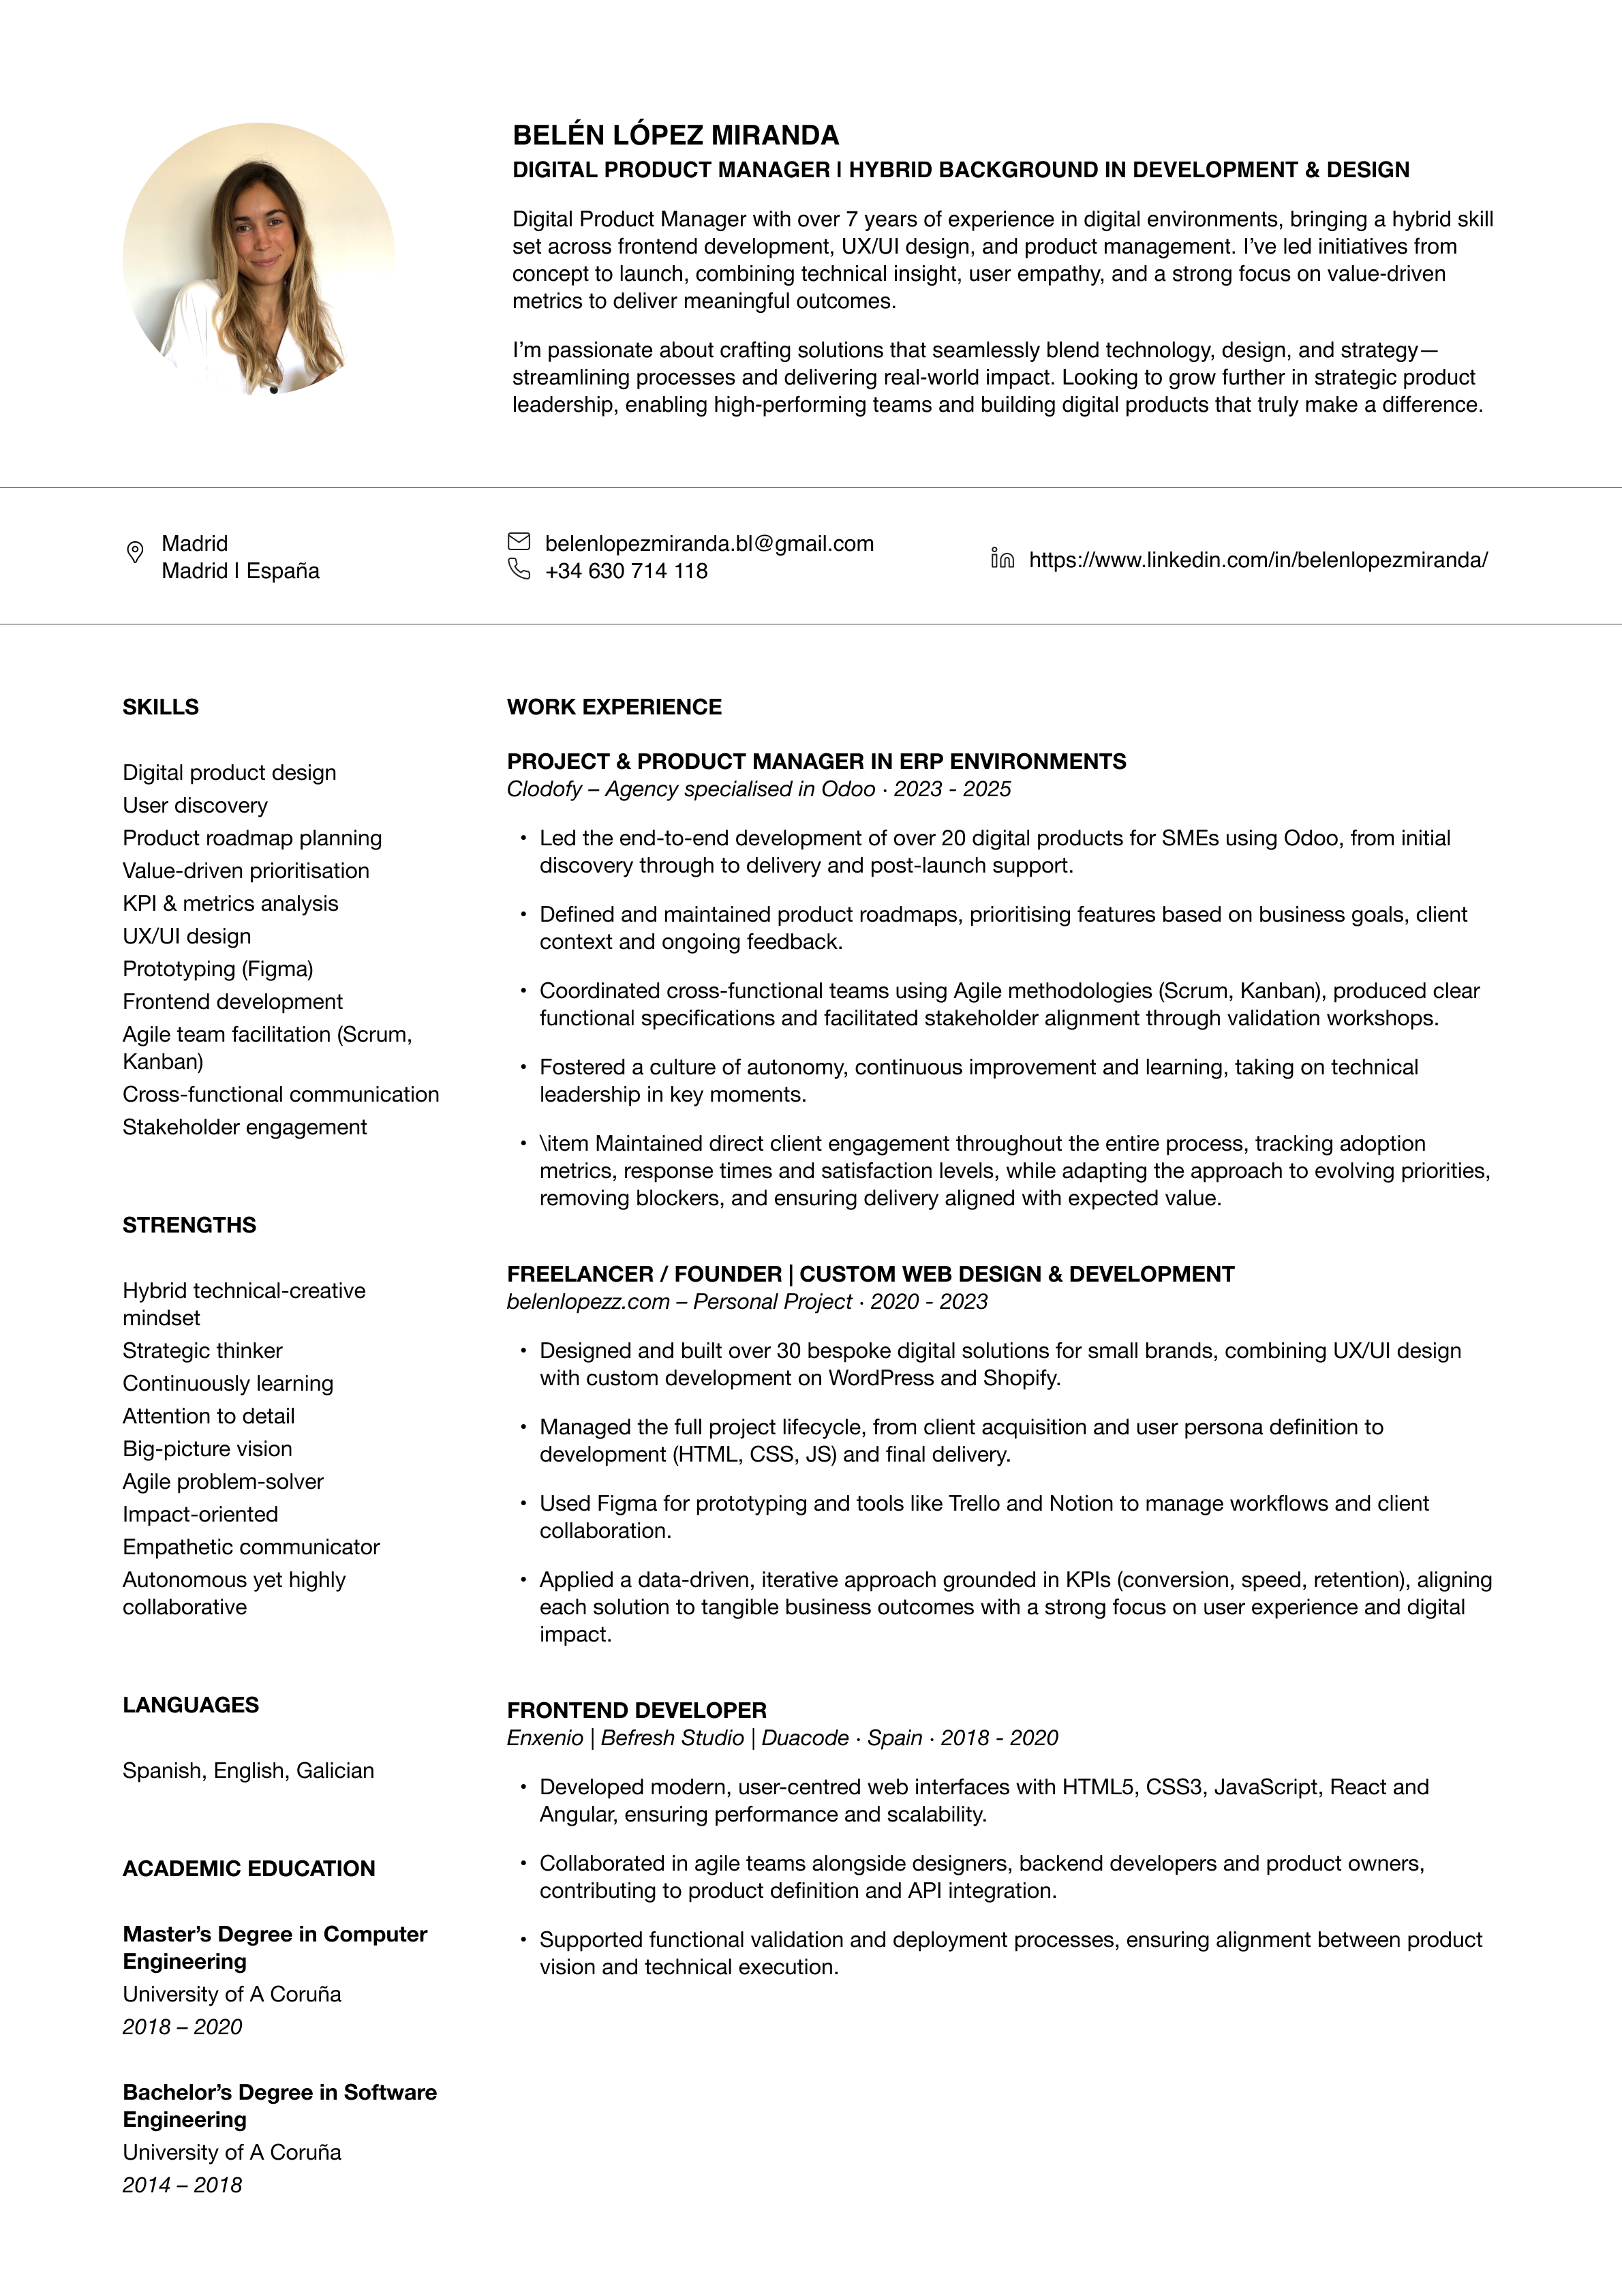 BELÉN LÓPEZ MIRANDA
DIGITAL PRODUCT MANAGER | HYBRID BACKGROUND IN DEVELOPMENT & DESIGN
Digital Product Manager with over 7 years of experience in digital environments, bringing a hybrid skill
set across frontend development, UX/UI design, and product management. I’ve led initiatives from
concept to launch, combining technical insight, user empathy, and a strong focus on value-driven
metrics to deliver meaningful outcomes.
I’m passionate about crafting solutions that seamlessly blend technology, design, and strategy—
streamlining processes and delivering real-world impact. Looking to grow further in strategic product
leadership, enabling high-performing teams and building digital products that truly make a difference.
Madrid
Madrid | España
belenlopezmiranda.bl@gmail.com
+34 630 714 118
https://www.linkedin.com/in/belenlopezmiranda/
SKILLS
Digital product design
User discovery
Product roadmap planning
Value-driven prioritisation
KPI & metrics analysis
UX/UI design
Prototyping (Figma)
Frontend development
Agile team facilitation (Scrum,
Kanban)
Cross-functional communication
Stakeholder engagement
STRENGTHS
Hybrid technical-creative
mindset
Strategic thinker
Continuously learning
Attention to detail
Big-picture vision
Agile problem-solver
Impact-oriented
Empathetic communicator
Autonomous yet highly
collaborative
LANGUAGES
Spanish, English, Galician
ACADEMIC EDUCATION
Master’s Degree in Computer
Engineering
University of A Coruña
2018 – 2020
Bachelor’s Degree in Software
Engineering
University of A Coruña
2014 – 2018
WORK EXPERIENCE
PROJECT & PRODUCT MANAGER IN ERP ENVIRONMENTS
Clodofy – Agency specialised in Odoo · 2023 - 2025
• Led the end-to-end development of over 20 digital products for SMEs using Odoo, from initial
discovery through to delivery and post-launch support.
• Defined and maintained product roadmaps, prioritising features based on business goals, client
context and ongoing feedback.
• Coordinated cross-functional teams using Agile methodologies (Scrum, Kanban), produced clear
functional specifications and facilitated stakeholder alignment through validation workshops.
• Fostered a culture of autonomy, continuous improvement and learning, taking on technical
leadership in key moments.
• \item Maintained direct client engagement throughout the entire process, tracking adoption
metrics, response times and satisfaction levels, while adapting the approach to evolving priorities,
removing blockers, and ensuring delivery aligned with expected value.
FREELANCER / FOUNDER | CUSTOM WEB DESIGN & DEVELOPMENT
belenlopezz.com – Personal Project · 2020 - 2023
• Designed and built over 30 bespoke digital solutions for small brands, combining UX/UI design
with custom development on WordPress and Shopify.
• Managed the full project lifecycle, from client acquisition and user persona definition to
development (HTML, CSS, JS) and final delivery.
• Used Figma for prototyping and tools like Trello and Notion to manage workflows and client
collaboration.
• Applied a data-driven, iterative approach grounded in KPIs (conversion, speed, retention), aligning
each solution to tangible business outcomes with a strong focus on user experience and digital
impact.
FRONTEND DEVELOPER
Enxenio | Befresh Studio | Duacode · Spain · 2018 - 2020
• Developed modern, user-centred web interfaces with HTML5, CSS3, JavaScript, React and
Angular, ensuring performance and scalability.
• Collaborated in agile teams alongside designers, backend developers and product owners,
contributing to product definition and API integration.
• Supported functional validation and deployment processes, ensuring alignment between product
vision and technical execution.